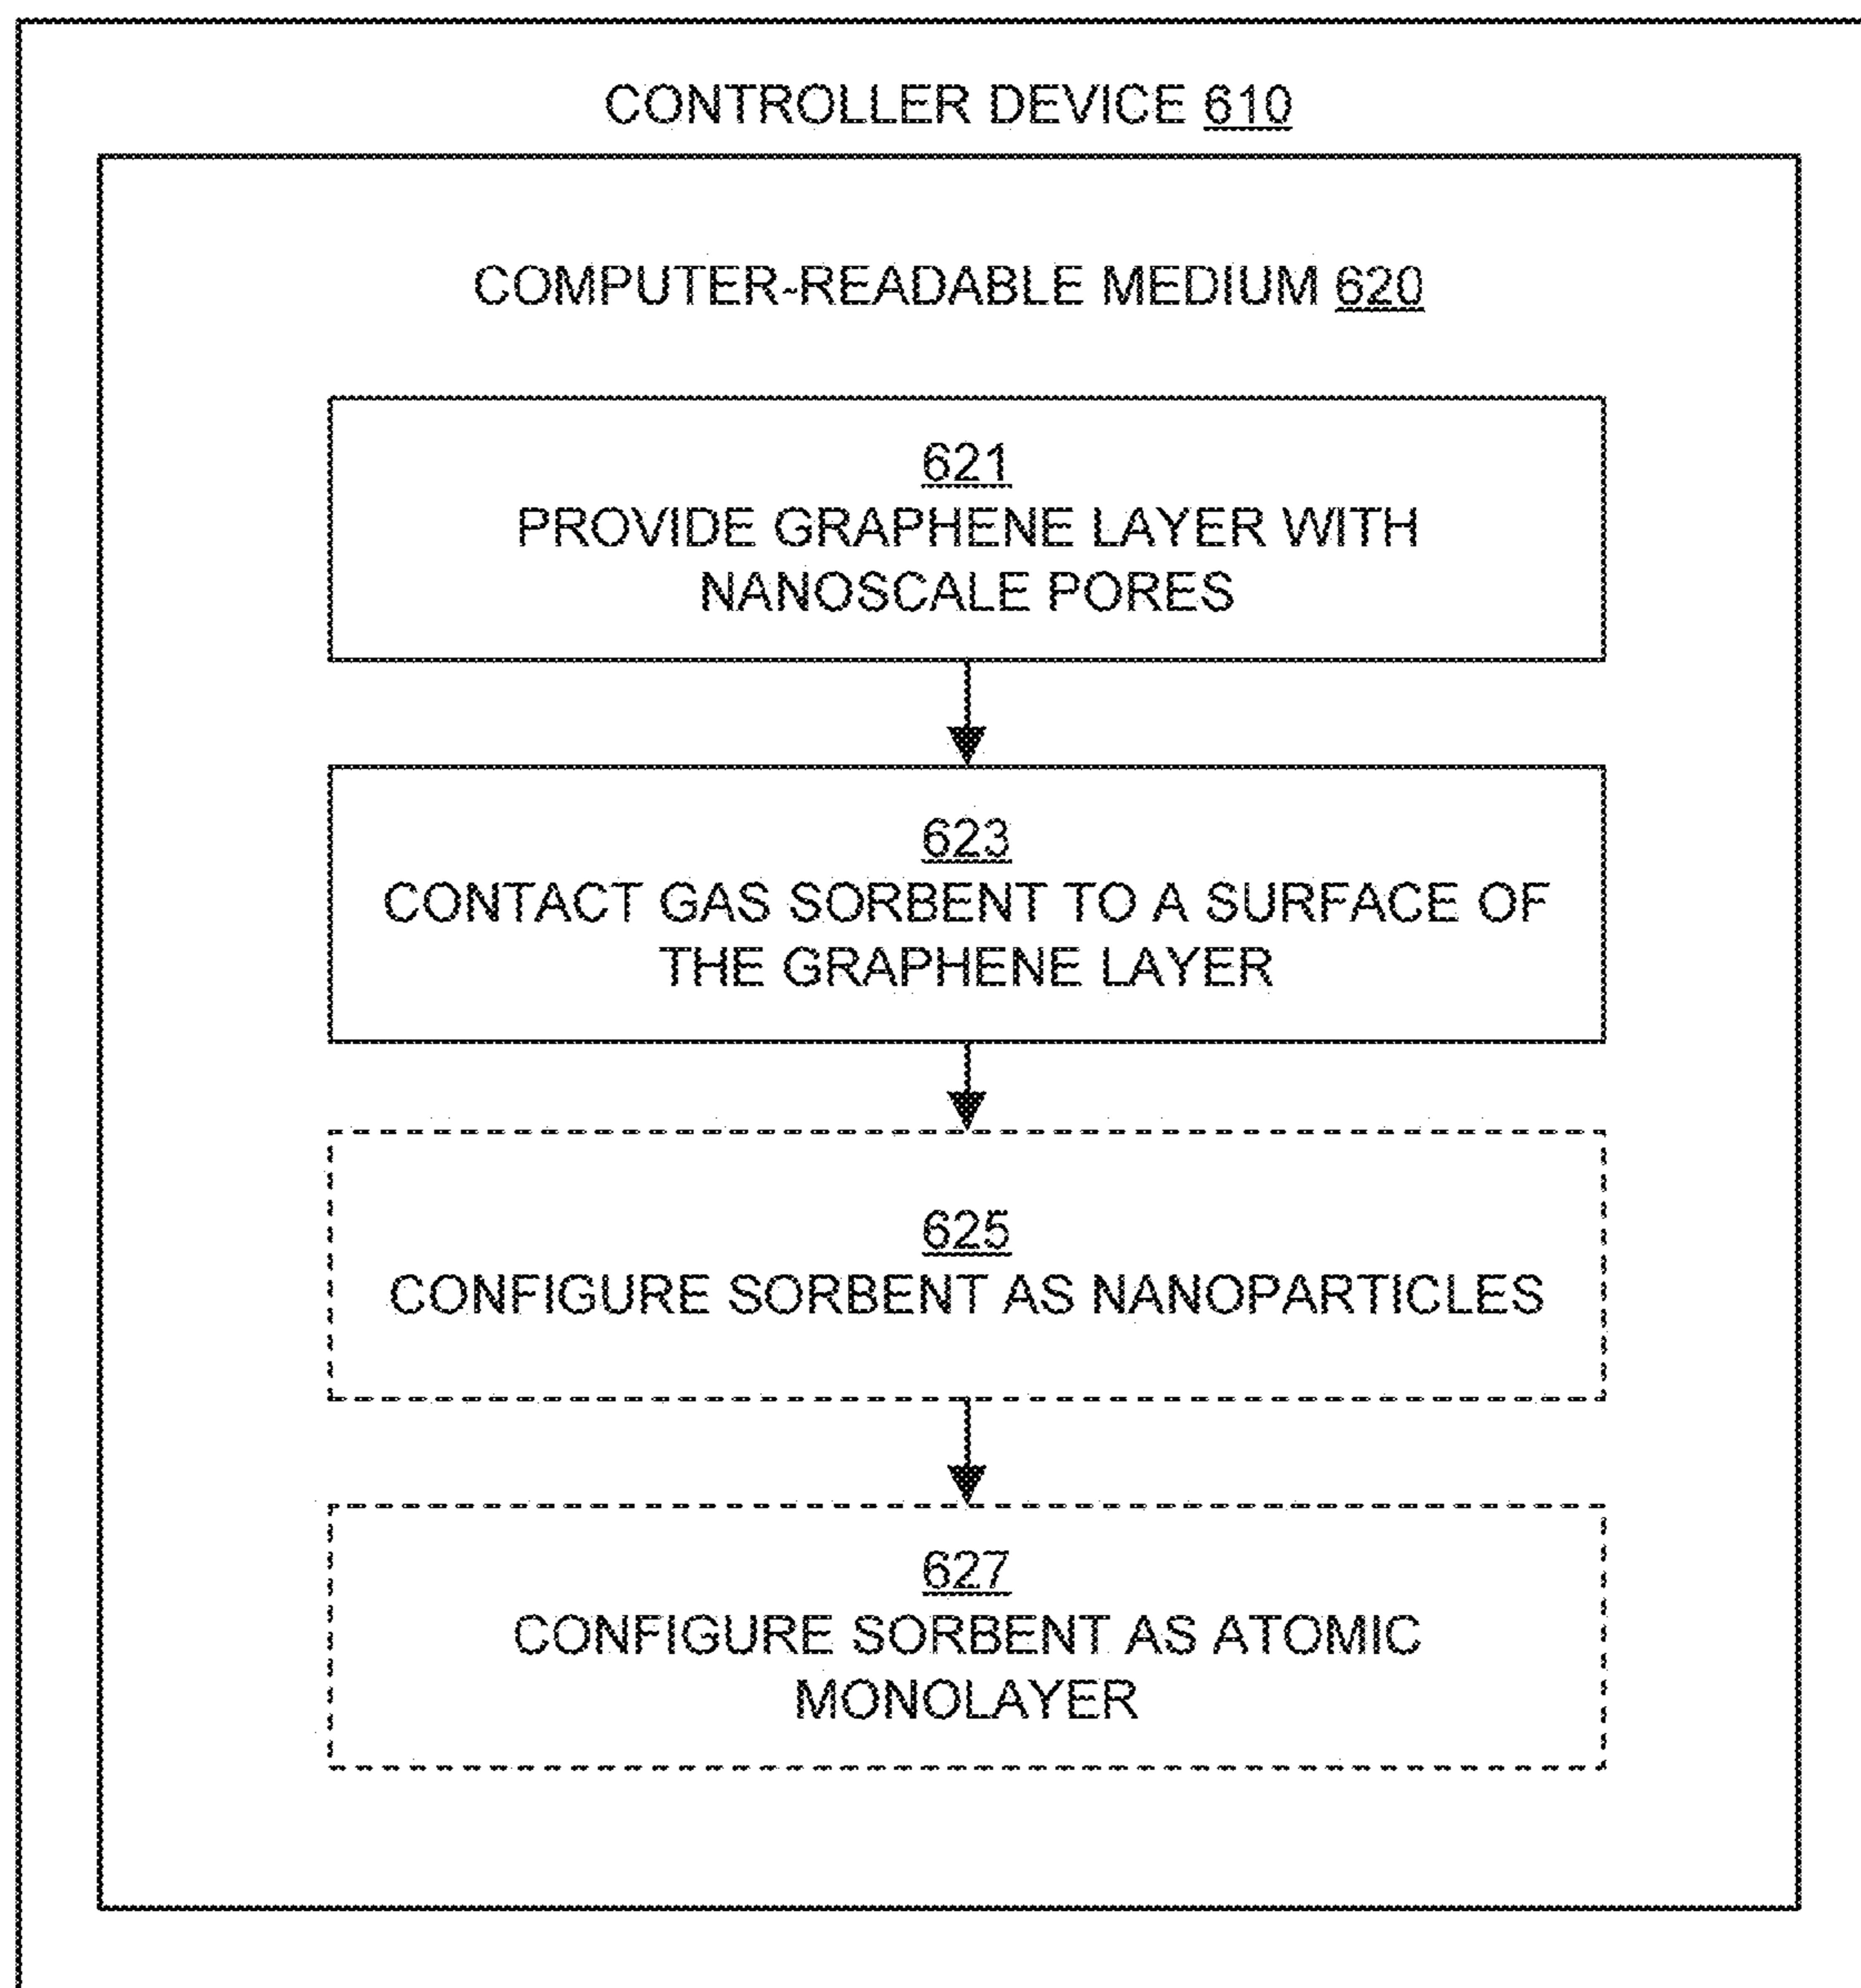 CONTROLLER DEVICE 610
COMPUTER-READABLE MEDIUM 620
621
PROVIDE GRAPHENE LAYER WITH
NANOSCALE PORES
623
CONTACT GAS SORBENT TO A SURFACE OF
THE GRAPHENE LAYER
625
CONFIGURE SORBENT AS NANOPARTICLES
627
CONFIGURE SORBENT AS ATOMIC
MONOLAYER